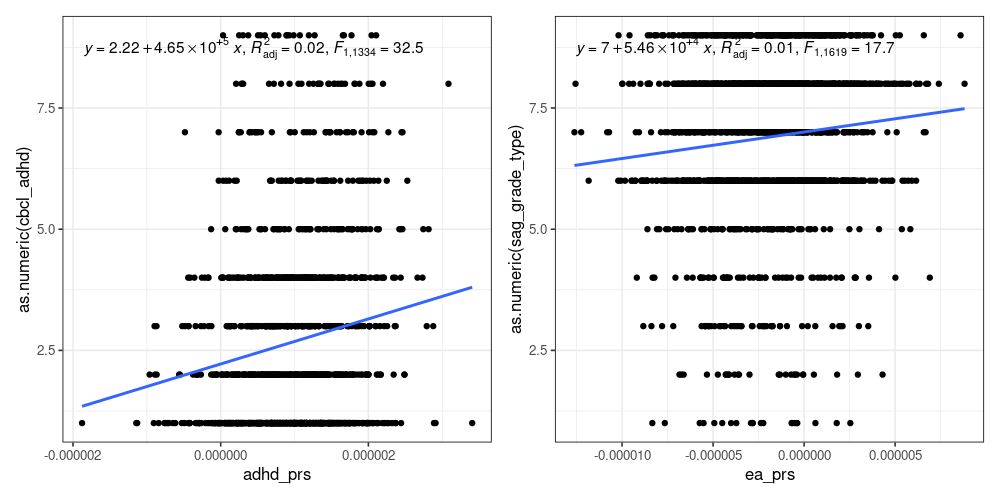 y = 2.22 + 4.65 × 10⁺⁵ x, R²adj = 0.02, F1,1334 = 32.5
7.5
5.0
2.5
as.numeric(cbcl_adhd)
-0.000002 0.000000 0.000002
adhd_prs
y = 7 + 5.46 × 10⁺⁴ x, R²adj = 0.01, F1,1619 = 17.7
7.5
5.0
2.5
as.numeric(sag_grade_type)
-0.000010 -0.000005 0.000000 0.000005
ea_prs